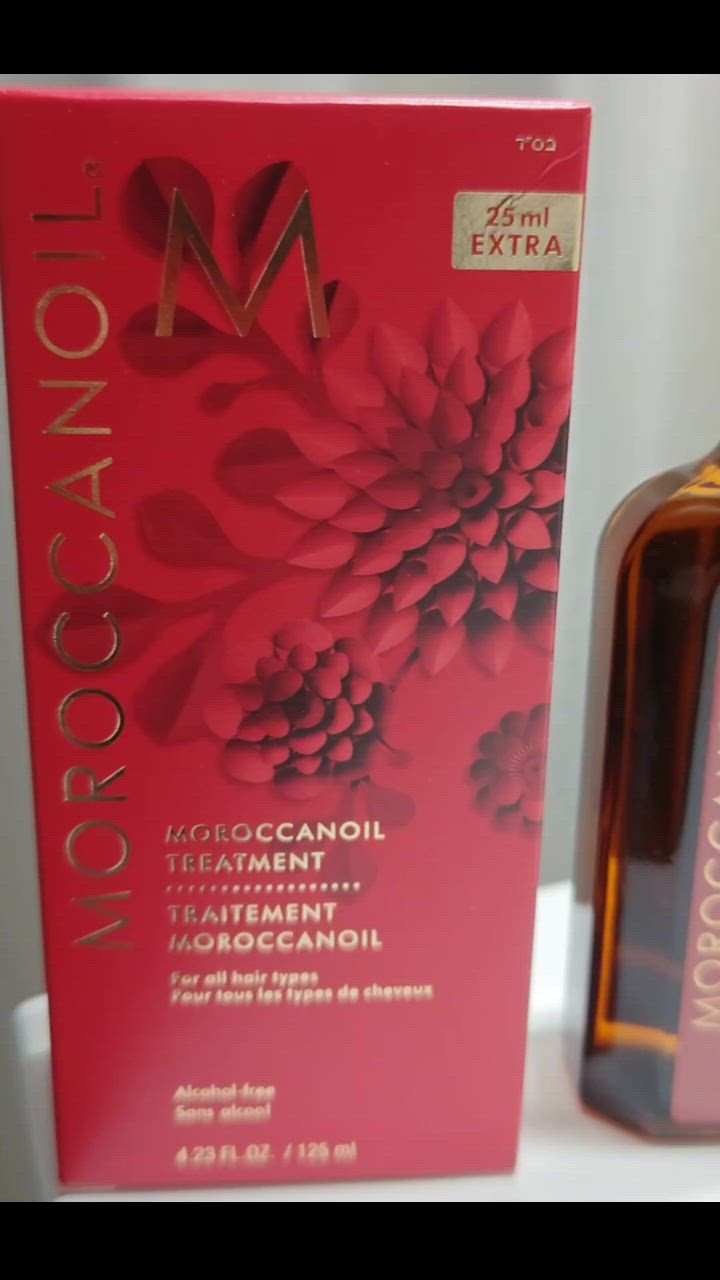 MOROCCANOIL®
M
בס"ד
25 ml
EXTRA
MOROCCANOIL
TREATMENT
TRAITEMENT
MOROCCANOIL
For all hair types
Pour tous les types de cheveux
Alcohol-free
Sans alcool
4.23 FL.OZ. / 125 ml